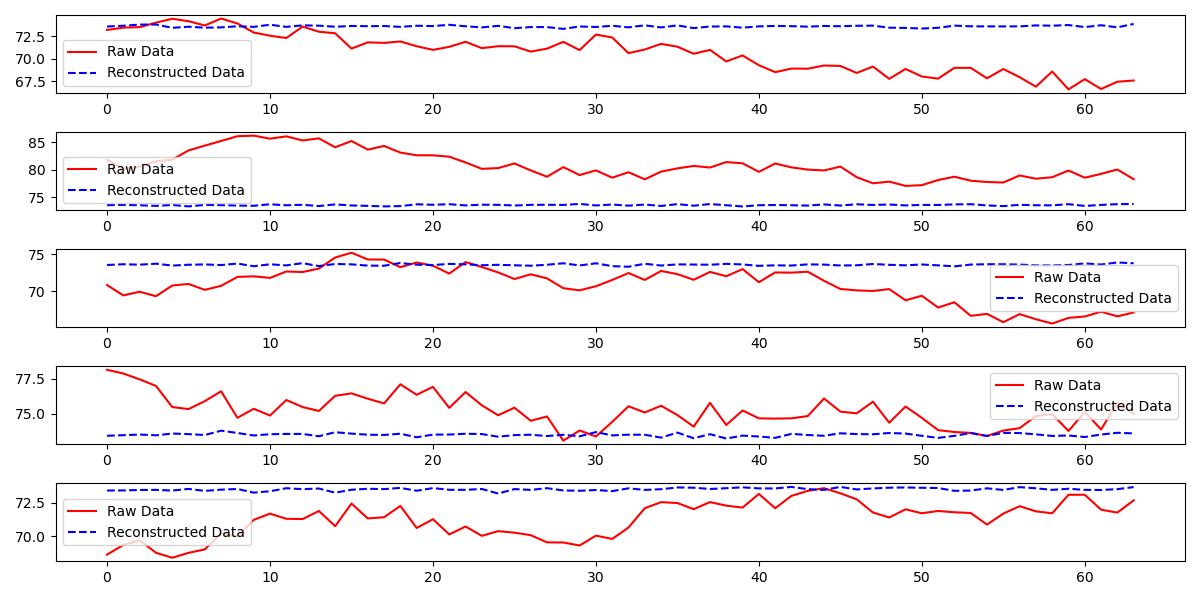 72.5
70.0
67.5
Raw Data
Reconstructed Data
0 10 20 30 40 50 60
85
80
75
Raw Data
Reconstructed Data
0 10 20 30 40 50 60
75
70
Raw Data
Reconstructed Data
0 10 20 30 40 50 60
77.5
75.0
Raw Data
Reconstructed Data
0 10 20 30 40 50 60
72.5
70.0
Raw Data
Reconstructed Data
0 10 20 30 40 50 60